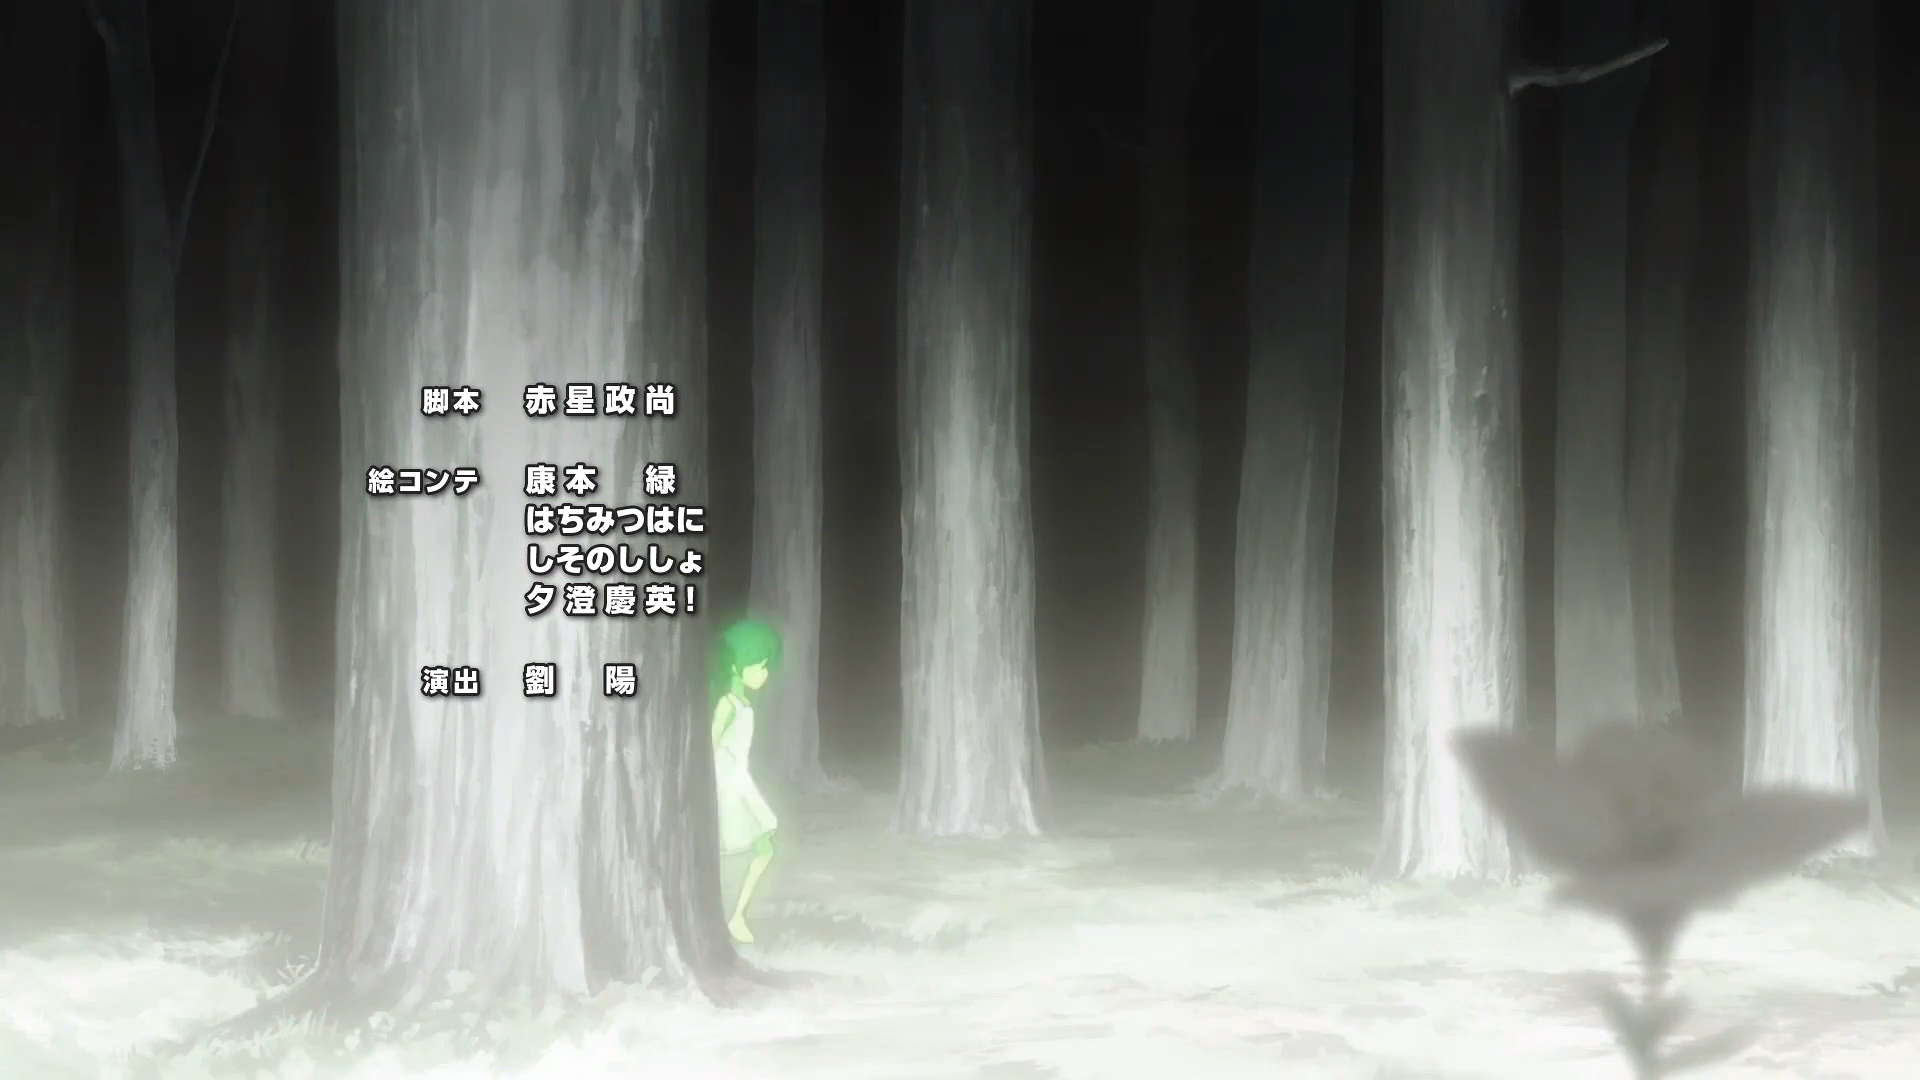 脚本 赤星政尚
絵コンテ 康本 緑
はちみつはに
しそのししょ
夕澄慶英!
演出 劉 陽